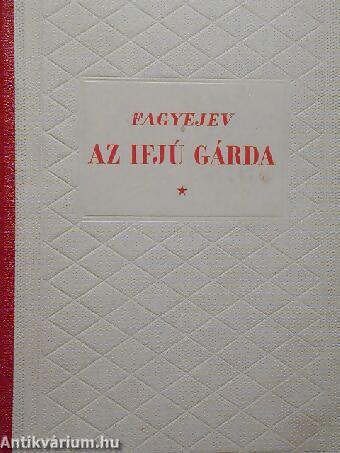 FAGYEJEV
AZ IFJÚ GÁRDA
Antikvárium.hu